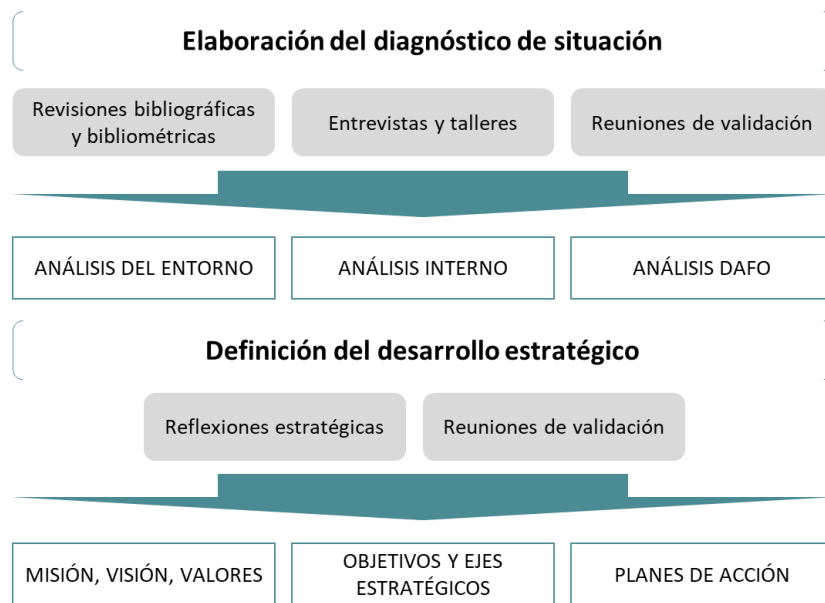 Elaboración del diagnóstico de situación
Revisiones bibliográficas
y bibliométricas
Entrevistas y talleres
Reuniones de validación
ANÁLISIS DEL ENTORNO
ANÁLISIS INTERNO
ANÁLISIS DAFO
Definición del desarrollo estratégico
Reflexiones estratégicas
Reuniones de validación
MISIÓN, VISIÓN, VALORES
OBJETIVOS Y EJES
ESTRATÉGICOS
PLANES DE ACCIÓN